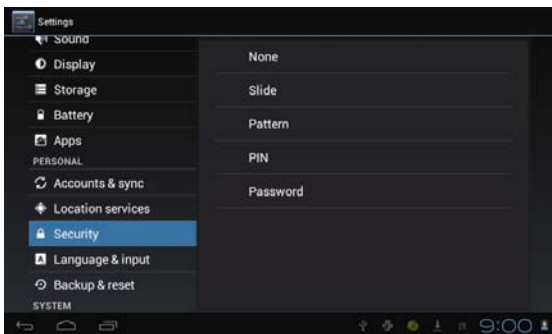 Settings
Sound
Display
Storage
Battery
Apps
PERSONAL
Accounts & sync
Location services
Security
Language & input
Backup & reset
SYSTEM
None
Slide
Pattern
PIN
Password
9:00